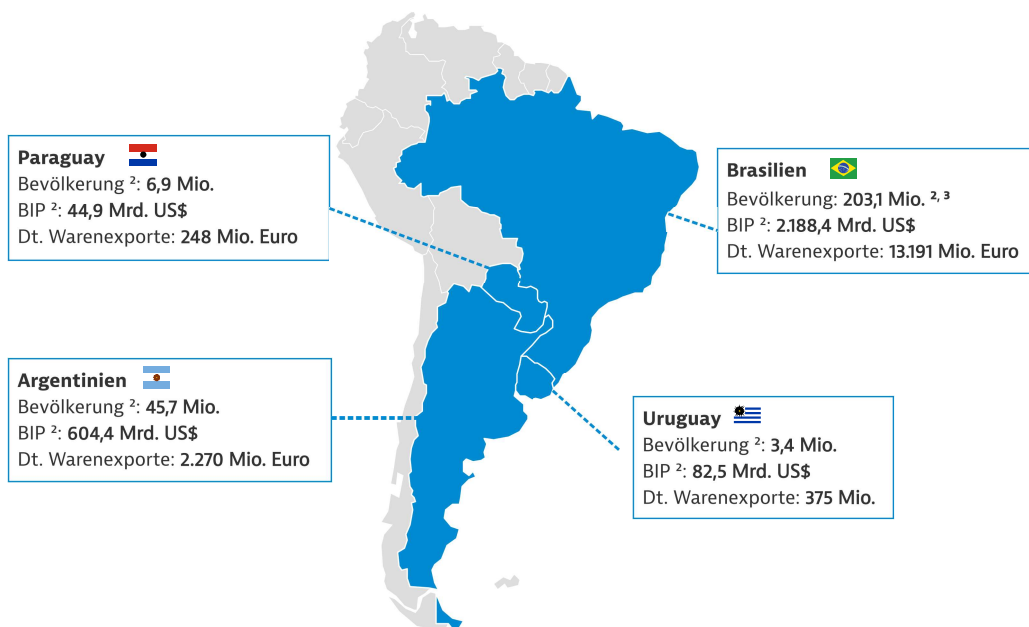 Paraguay
Bevölkerung ²: 6,9 Mio.
BIP ²: 44,9 Mrd. US$
Dt. Warenexporte: 248 Mio. Euro
Brasilien
Bevölkerung: 203,1 Mio. ²,³
BIP ²: 2.188,4 Mrd. US$
Dt. Warenexporte: 13.191 Mio. Euro
Argentinien
Bevölkerung ²: 45,7 Mio.
BIP ²: 604,4 Mrd. US$
Dt. Warenexporte: 2.270 Mio. Euro
Uruguay
Bevölkerung ²: 3,4 Mio.
BIP ²: 82,5 Mrd. US$
Dt. Warenexporte: 375 Mio.